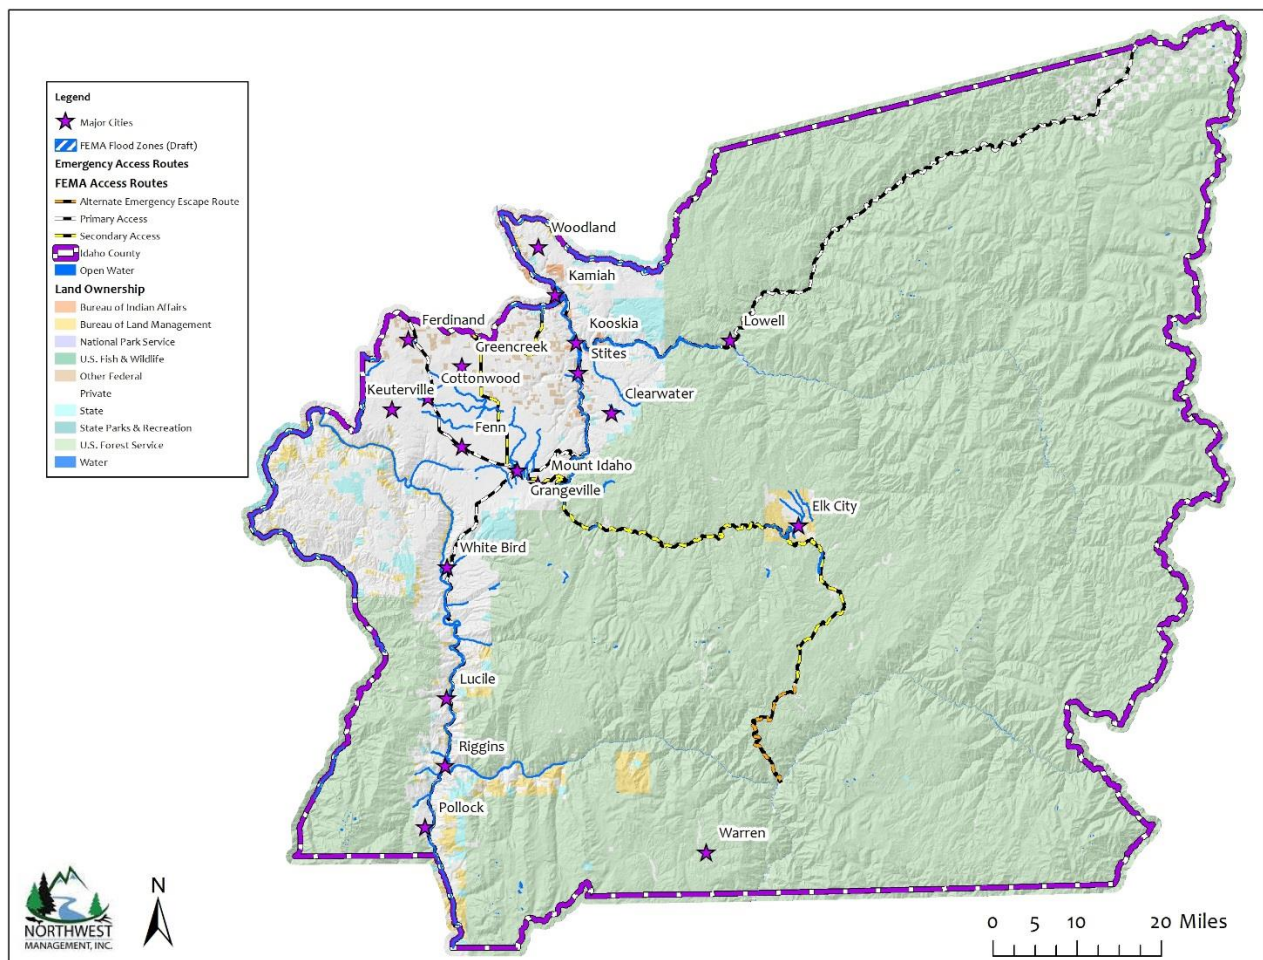 Legend
Major Cities
FEMA Flood Zones (Draft)
Emergency Access Routes
FEMA Access Routes
Alternate Emergency Escape Route
Primary Access
Secondary Access
Idaho County
Open Water
Land Ownership
Bureau of Indian Affairs
Bureau of Land Management
National Park Service
U.S. Fish & Wildlife
Other Federal
Private
State
State Parks & Recreation
U.S. Forest Service
Water
Woodland
Kamiah
Ferdinand
Kooskia
Lowell
Greencreek
Stites
Cottonwood
Keuterville
Clearwater
Fenn
Mount Idaho
Grangeville
Elk City
White Bird
Lucile
Riggins
Pollock
Warren
NORTHWEST
MANAGEMENT, INC.
N
0 5 10 20 Miles